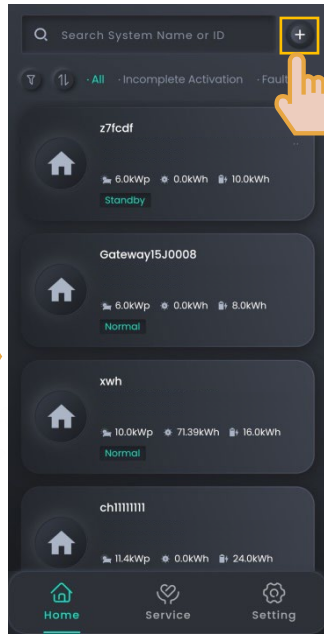 Search System Name or ID +
All · Incomplete Activation · Fault
z7fcdf
6.0kWp 0.0kWh 10.0kWh
Standby
Gateway15J0008
6.0kWp 0.0kWh 8.0kWh
Normal
xwh
10.0kWp 71.39kWh 16.0kWh
Normal
ch11111111
11.4kWp 0.0kWh 24.0kWh
Home Service Setting